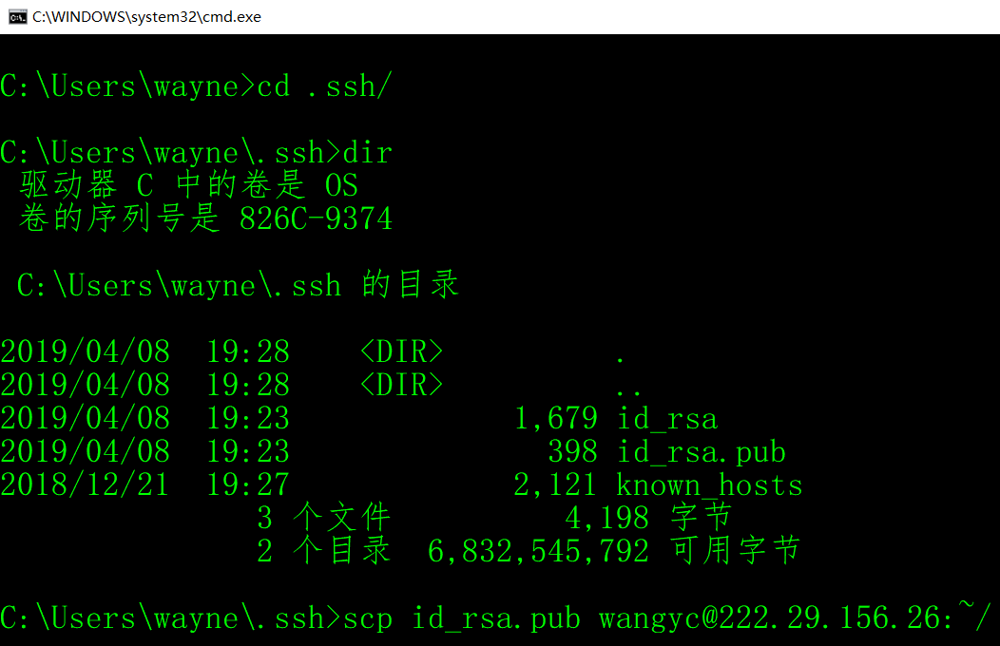 C:\WINDOWS\system32\cmd.exe
C:\Users\wayne>cd .ssh/
C:\Users\wayne\.ssh>dir
驱动器 C 中的卷是 OS
卷的序列号是 826C-9374
C:\Users\wayne\.ssh 的目录
2019/04/08  19:28    <DIR>          .
2019/04/08  19:28    <DIR>          ..
2019/04/08  19:23             1,679 id_rsa
2019/04/08  19:23               398 id_rsa.pub
2018/12/21  19:27             2,121 known_hosts
3 个文件          4,198 字节
2 个目录  6,832,545,792 可用字节
C:\Users\wayne\.ssh>scp id_rsa.pub wangyc@222.29.156.26:~/